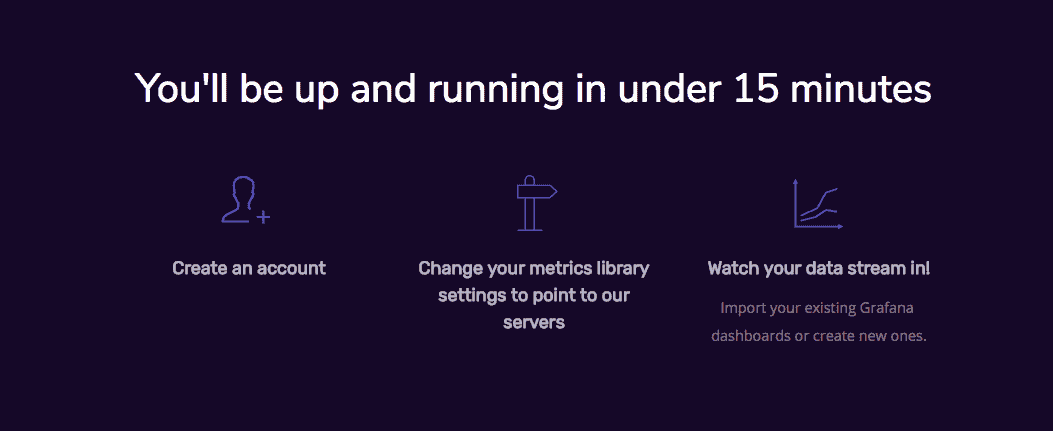 You'll be up and running in under 15 minutes
Create an account
Change your metrics library
settings to point to our
servers
Watch your data stream in!
Import your existing Grafana
dashboards or create new ones.